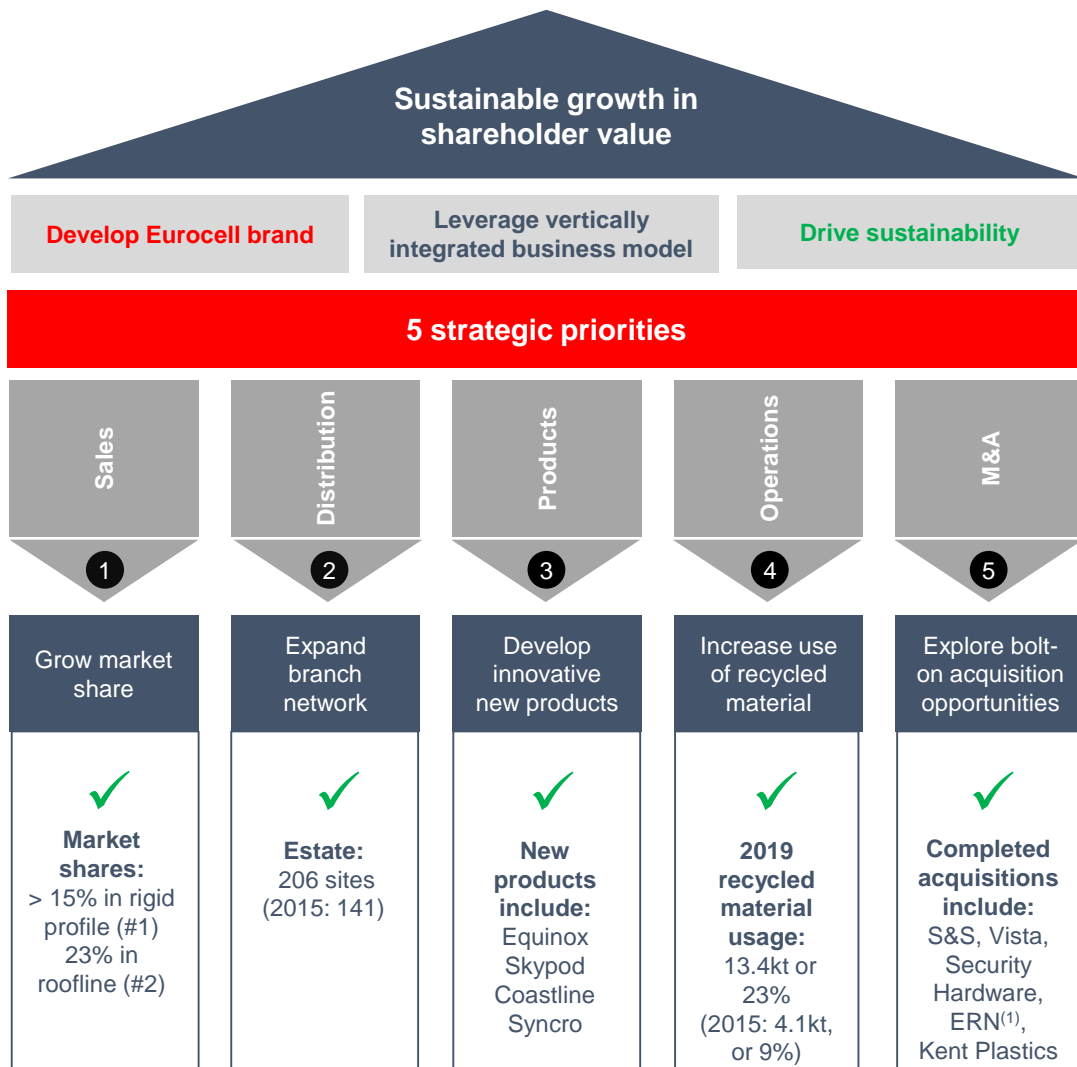 Sustainable growth in
shareholder value
Develop Eurocell brand
Leverage vertically
integrated business model
Drive sustainability
5 strategic priorities
Sales
Distribution
Products
Operations
M&A
1
2
3
4
5
Grow market
share
Expand
branch
network
Develop
innovative
new products
Increase use
of recycled
material
Explore bolt-
on acquisition
opportunities
Market
shares:
> 15% in rigid
profile (#1)
23% in
roofline (#2)
Estate:
206 sites
(2015: 141)
New
products
include:
Equinox
Skypod
Coastline
Syncro
2019
recycled
material
usage:
13.4kt or
23%
(2015: 4.1kt,
or 9%)
Completed
acquisitions
include:
S&S, Vista,
Security
Hardware,
ERN(1),
Kent Plastics